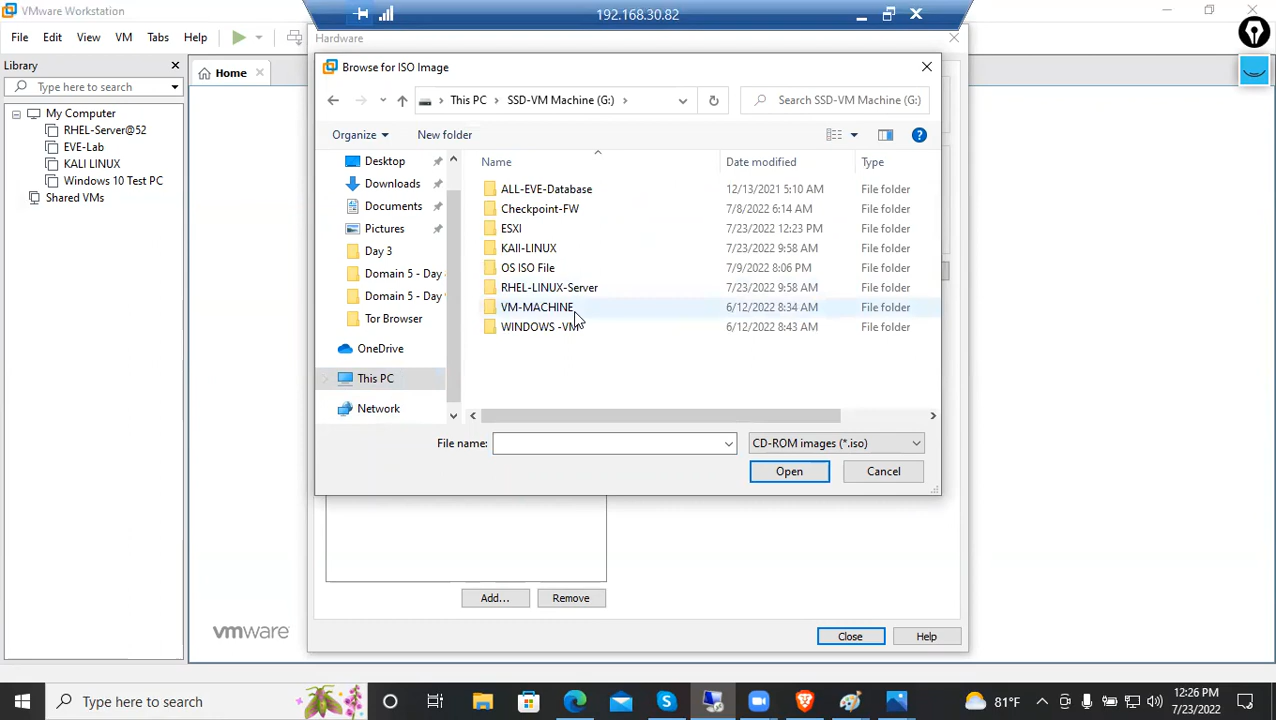 VMware Workstation
192.168.30.82
File Edit View VM Tabs Help
Hardware
Library
Type here to search
My Computer
RHEL-Server@52
EVE-Lab
KALI LINUX
Windows 10 Test PC
Shared VMs
Home
Browse for ISO Image
This PC > SSD-VM Machine (G:) >
Search SSD-VM Machine (G:)
Organize
New folder
Desktop
Downloads
Documents
Pictures
Day 3
Domain 5 - Day
Domain 5 - Day
Tor Browser
OneDrive
This PC
Network
Name Date modified Type
ALL-EVE-Database 12/13/2021 5:10 AM File folder
Checkpoint-FW 7/8/2022 6:14 AM File folder
ESXI 7/23/2022 12:23 PM File folder
KAII-LINUX 7/23/2022 9:58 AM File folder
OS ISO File 7/9/2022 8:06 PM File folder
RHEL-LINUX-Server 7/23/2022 9:58 AM File folder
VM-MACHINE 6/12/2022 8:34 AM File folder
WINDOWS -VM 6/12/2022 8:43 AM File folder
File name:
CD-ROM images (*.iso)
Open Cancel
Add... Remove
Close Help
vmware
Type here to search
81°F
12:26 PM
7/23/2022